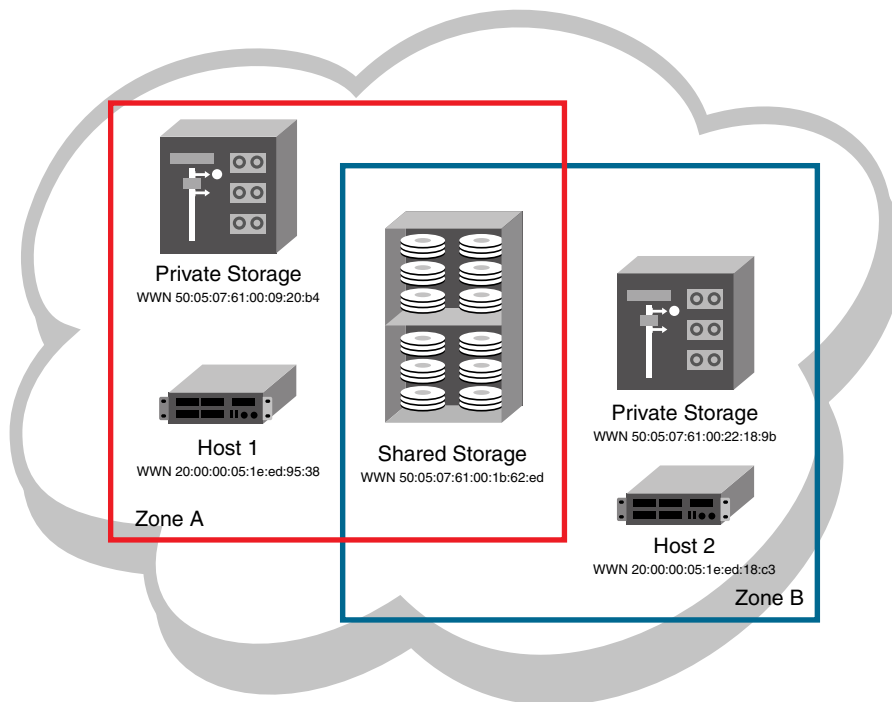 Private Storage
WWN 50:05:07:61:00:09:20:b4
Host 1
WWN 20:00:00:05:1e:ed:95:38
Zone A
Shared Storage
WWN 50:05:07:61:00:1b:62:ed
Private Storage
WWN 50:05:07:61:00:22:18:9b
Host 2
WWN 20:00:00:05:1e:ed:18:c3
Zone B